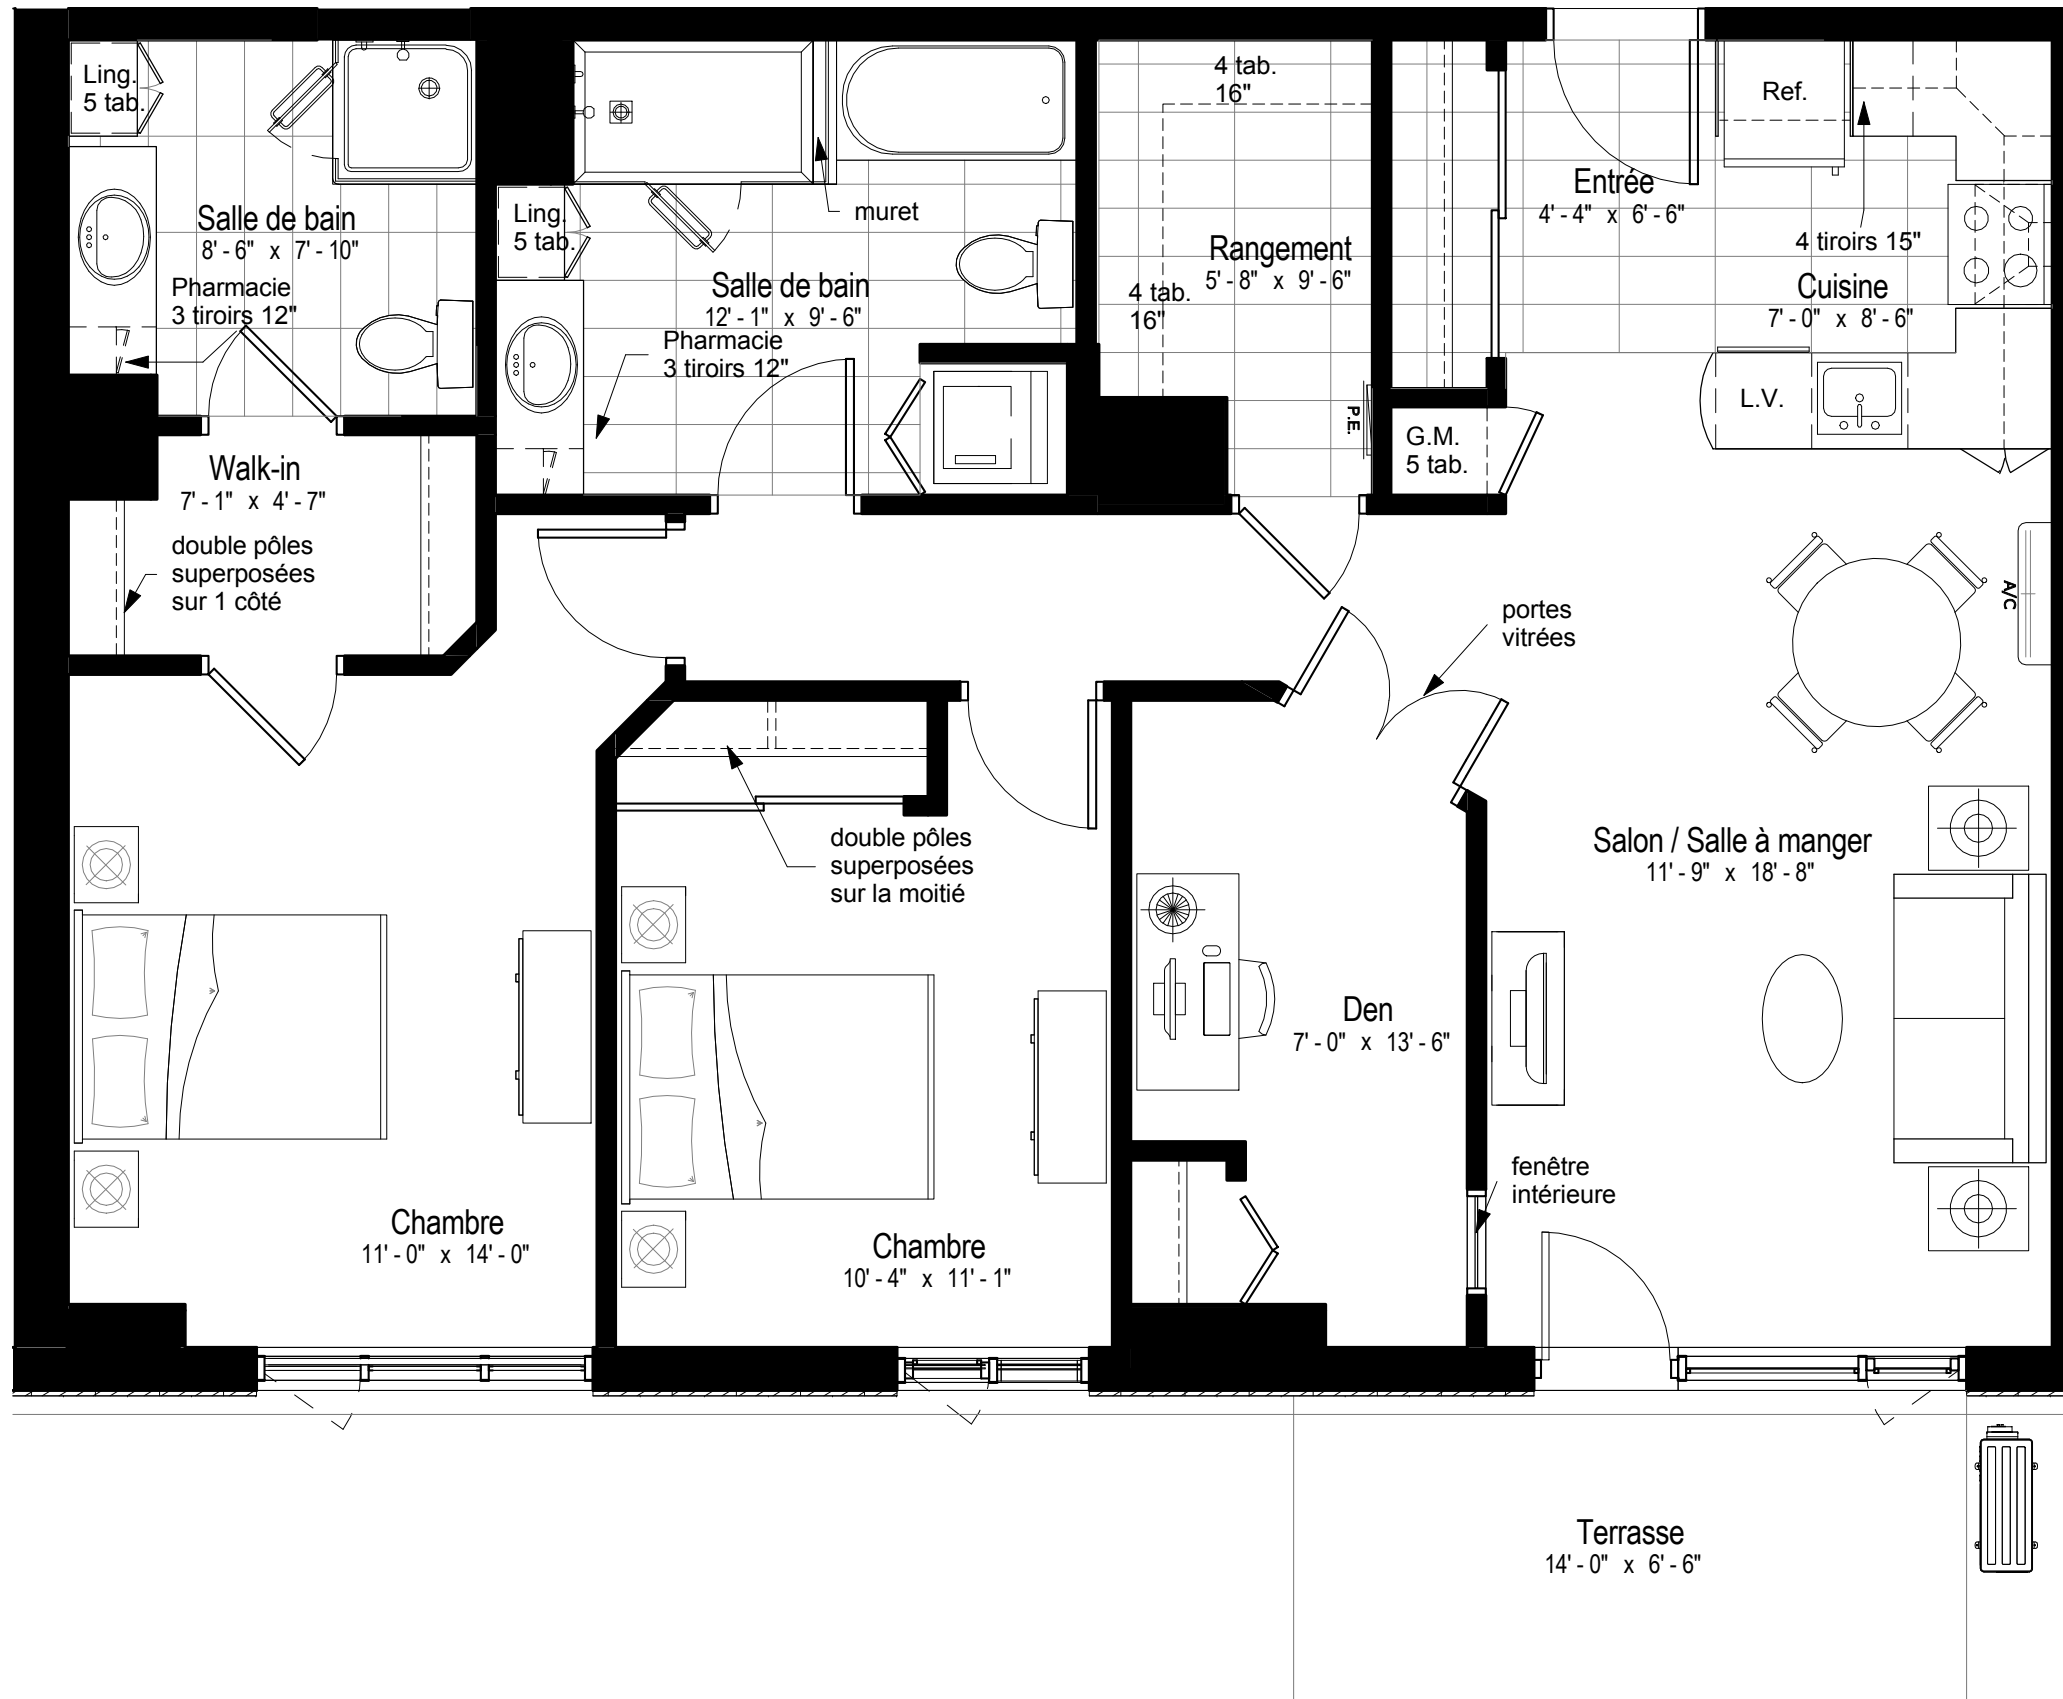 Ling.
5 tab.
Salle de bain
8' - 6" x 7' - 10"
Pharmacie
3 tiroirs 12"
Ling.
5 tab.
muret
Salle de bain
12' - 1" x 9' - 6"
Pharmacie
3 tiroirs 12"
4 tab.
16"
Rangement
5' - 8" x 9' - 6"
4 tab.
16"
P.E.
Entrée
4' - 4" x 6' - 6"
Ref.
4 tiroirs 15"
Cuisine
7' - 0" x 8' - 6"
L.V.
G.M.
5 tab.
Walk-in
7' - 1" x 4' - 7"
double pôles
superposées
sur 1 côté
portes
vitrées
A/C
double pôles
superposées
sur la moitié
Salon / Salle à manger
11' - 9" x 18' - 8"
Den
7' - 0" x 13' - 6"
fenêtre
intérieure
Chambre
11' - 0" x 14' - 0"
Chambre
10' - 4" x 11' - 1"
Terrasse
14' - 0" x 6' - 6"